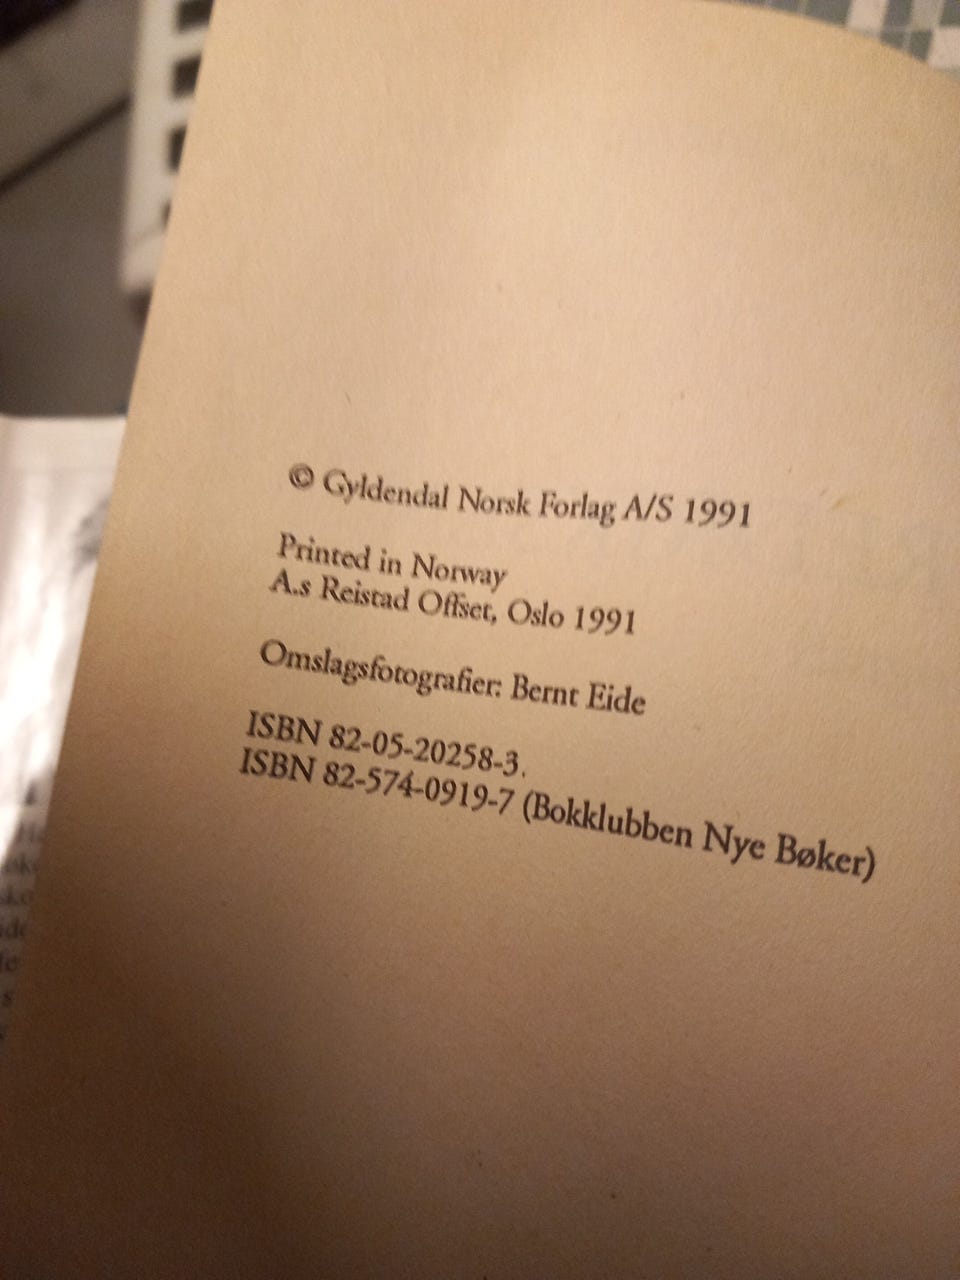 © Gyldendal Norsk Forlag A/S 1991
Printed in Norway
A.s Reistad Offset, Oslo 1991
Omslagsfotografier: Bernt Eide
ISBN 82-05-20258-3.
ISBN 82-574-0919-7 (Bokklubben Nye Bøker)